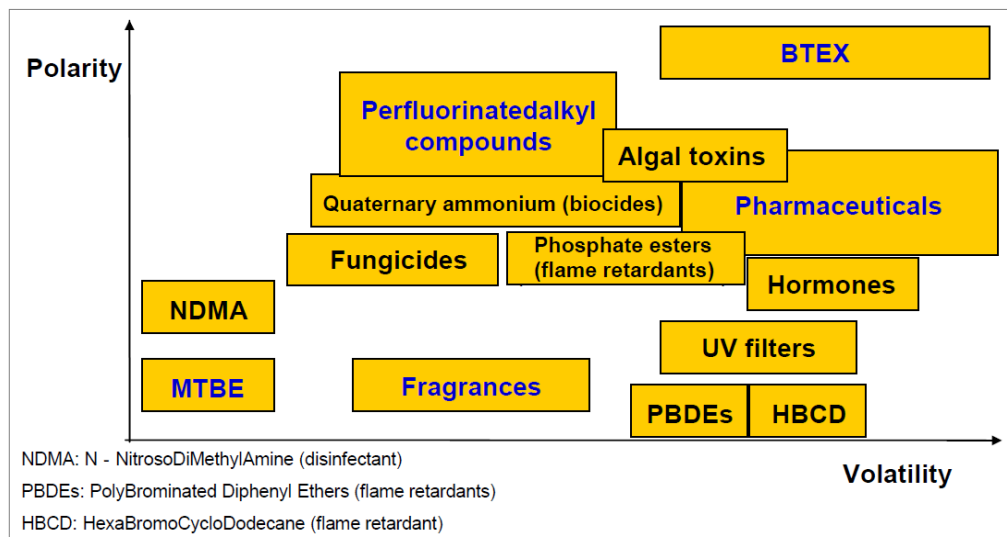 Polarity
BTEX
Perfluorinatedalkyl
compounds
Algal toxins
Quaternary ammonium (biocides)
Pharmaceuticals
Fungicides
Phosphate esters
(flame retardants)
Hormones
NDMA
UV filters
MTBE
Fragrances
PBDEs
HBCD
Volatility
NDMA: N - NitrosoDiMethylAmine (disinfectant)
PBDEs: PolyBrominated Diphenyl Ethers (flame retardants)
HBCD: HexaBromoCycloDodecane (flame retardant)